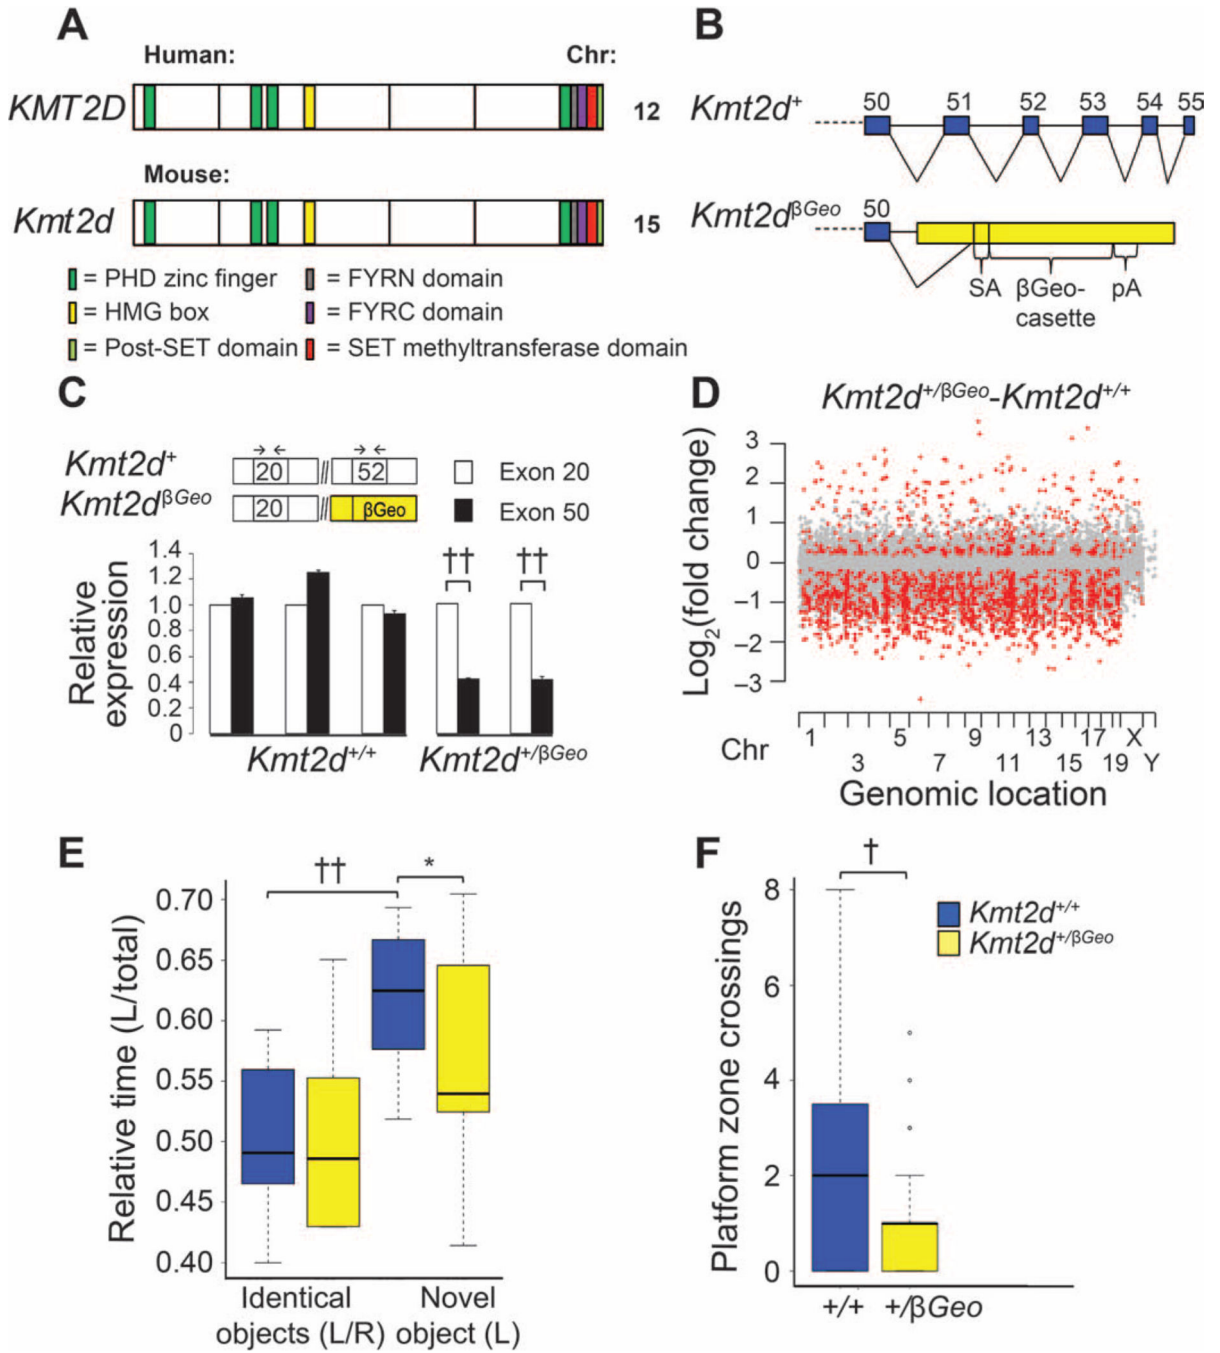 A
Human: Chr:
KMT2D 12
Mouse:
Kmt2d 15
= PHD zinc finger = FYRN domain
= HMG box = FYRC domain
= Post-SET domain = SET methyltransferase domain
B
50 51 52 53 54 55
Kmt2d+
Kmt2dβGeo
50
SA βGeo- pA
casette
C
Kmt2d+ 20 // 52 Exon 20
Kmt2dβGeo 20 // βGeo Exon 50
Relative
expression
1.4
1.2
1.0
0.8
0.6
0.4
0.2
0
†† ††
Kmt2d+/+ Kmt2d+/βGeo
D
Kmt2d+/βGeo-Kmt2d+/+
Log2(fold change)
3
2
1
0
−1
−2
−3
Chr
1 5 9 13 17 X
3 7 11 15 19 Y
Genomic location
E
Relative time (L/total)
0.70
0.65
0.60
0.55
0.50
0.45
0.40
†† *
Identical Novel
objects (L/R) object (L)
F
Platform zone crossings
8
6
4
2
0
†
Kmt2d+/+
Kmt2d+/βGeo
+/+ +/βGeo